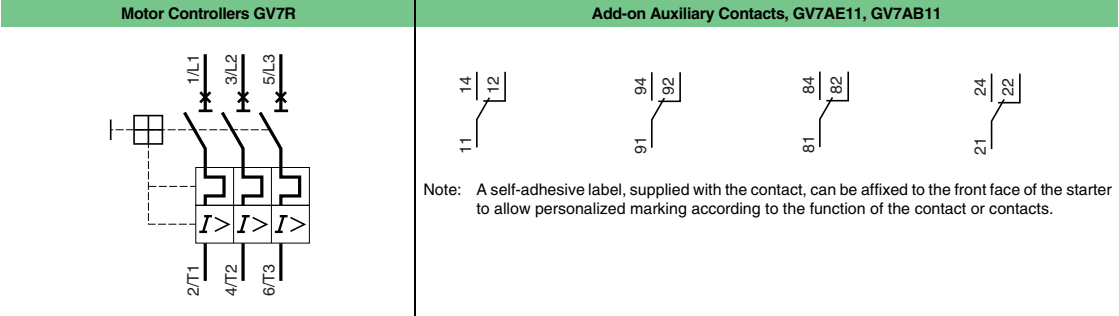 Motor Controllers GV7R
Add-on Auxiliary Contacts, GV7AE11, GV7AB11
1/L1
3/L2
5/L3
I>
I>
I>
2/T1
4/T2
6/T3
14
12
11
94
92
91
84
82
81
24
22
21
Note: A self-adhesive label, supplied with the contact, can be affixed to the front face of the starter
to allow personalized marking according to the function of the contact or contacts.